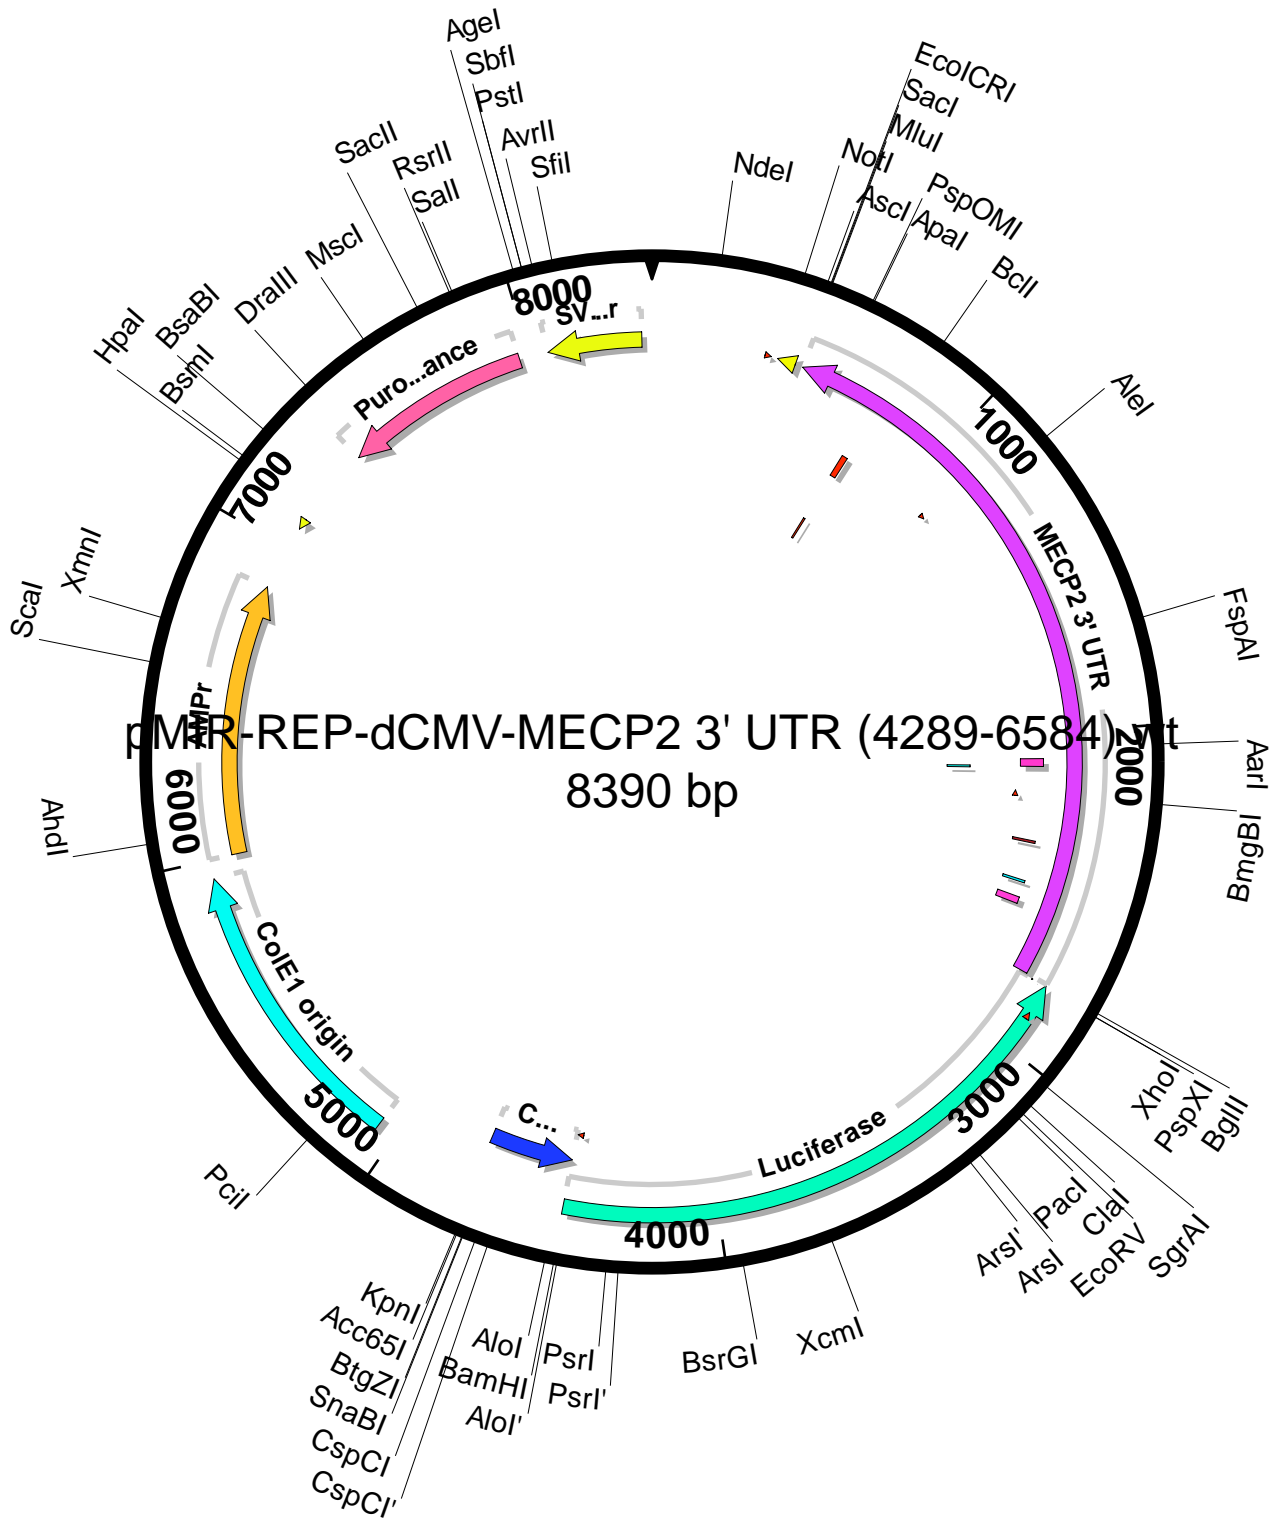 AgeI
SbfI
PstI
AvrII
SfiI
EcoICRI
SacI
MluI
NotI
AscI
PspOMI
ApaI
NdeI
BclI
AleI
FspAI
AarI
BmgBI
XhoI
PspXI
BglII
SgrAI
ClaI
EcoRV
PacI
ArsI
ArsI'
XcmI
BsrGI
PsrI'
PsrI
AloI'
BamHI
AloI
CspCI'
CspCI
SnaBI
BtgZI
Acc65I
KpnI
PciI
AhdI
ScaI
XmnI
BsmI
HpaI
BsaBI
DraIII
MscI
SacII
RsrII
SalI
8000
SV...r
1000
MECP2 3' UTR
2000
3000
Luciferase
4000
C...
5000
ColE1 origin
6000
AMPr
7000
Puro...ance
pMIR-REP-dCMV-MECP2 3' UTR (4289-6584) wt
8390 bp